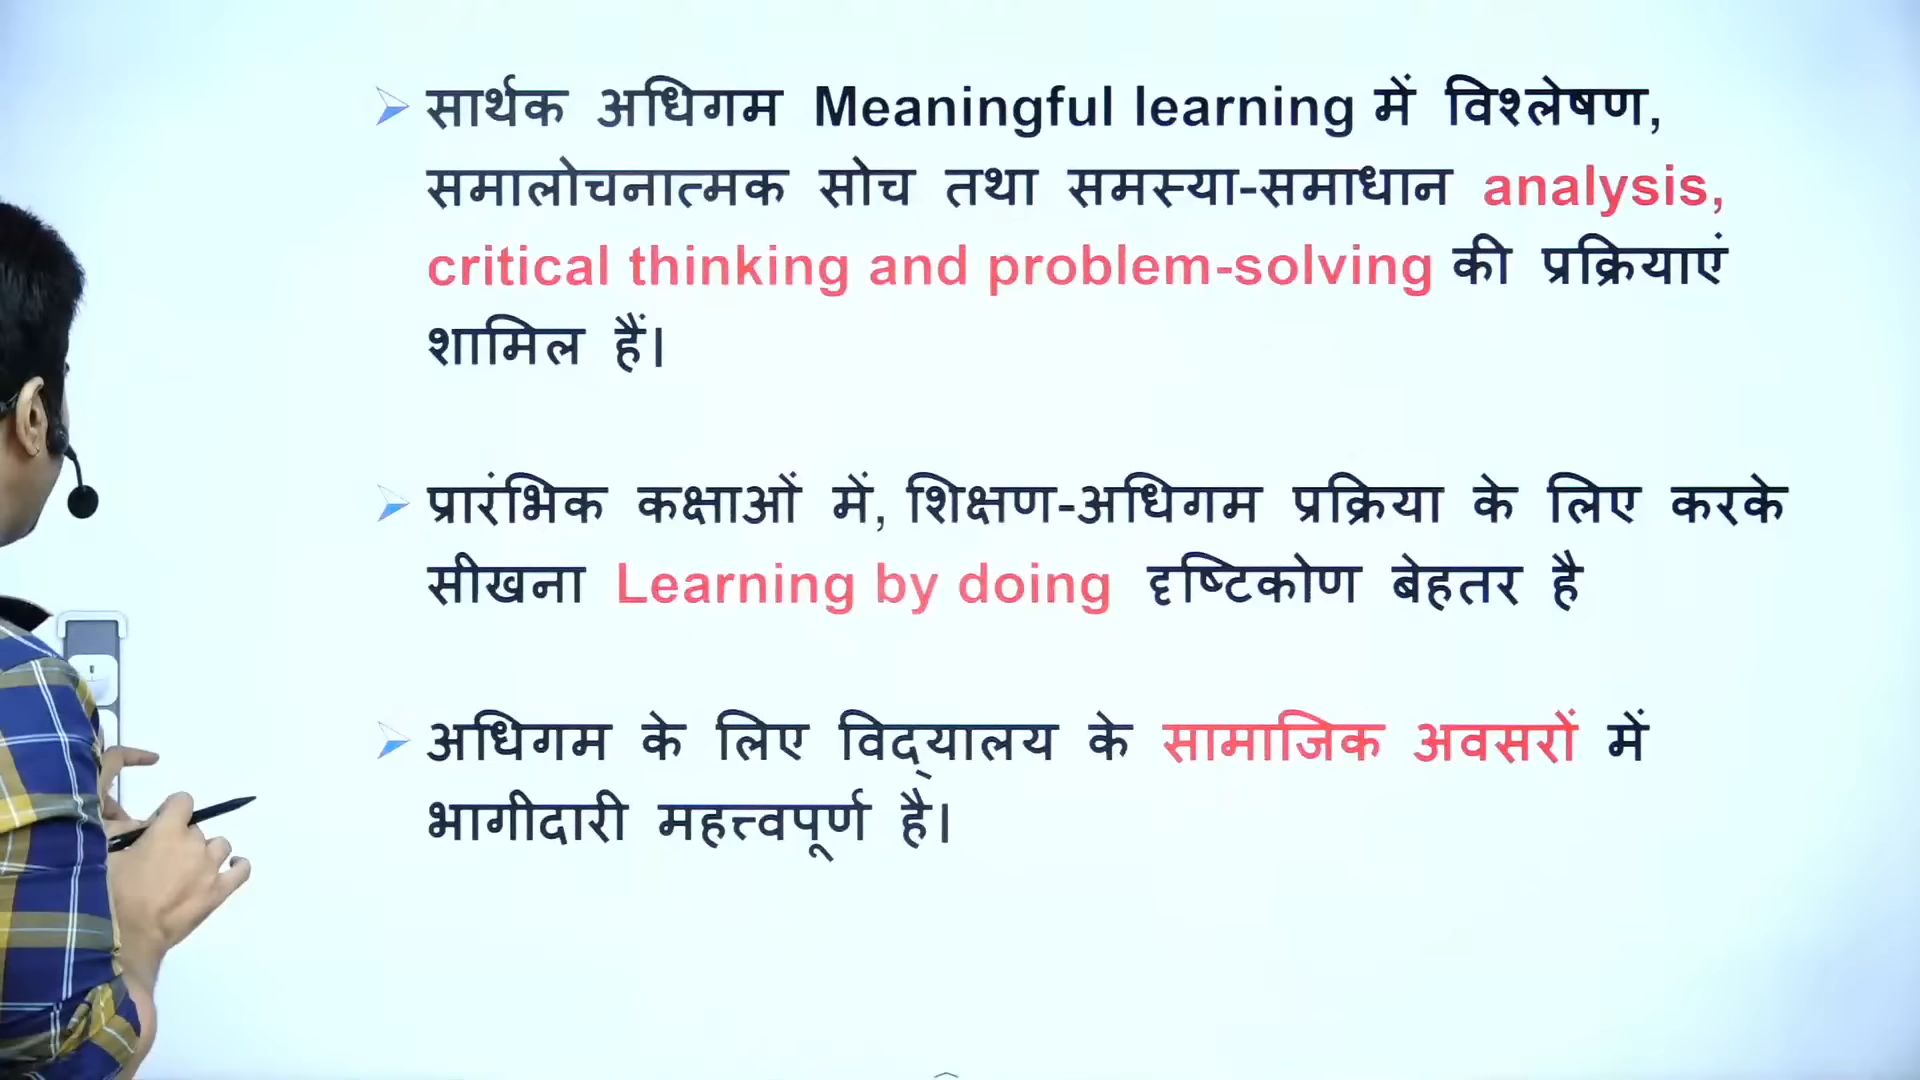 सार्थक अधिगम Meaningful learning में विश्लेषण,
समालोचनात्मक सोच तथा समस्या-समाधान analysis,
critical thinking and problem-solving की प्रक्रियाएं
शामिल हैं।
प्रारंभिक कक्षाओं में, शिक्षण-अधिगम प्रक्रिया के लिए करके
सीखना Learning by doing दृष्टिकोण बेहतर है
अधिगम के लिए विद्यालय के सामाजिक अवसरों में
भागीदारी महत्त्वपूर्ण है।